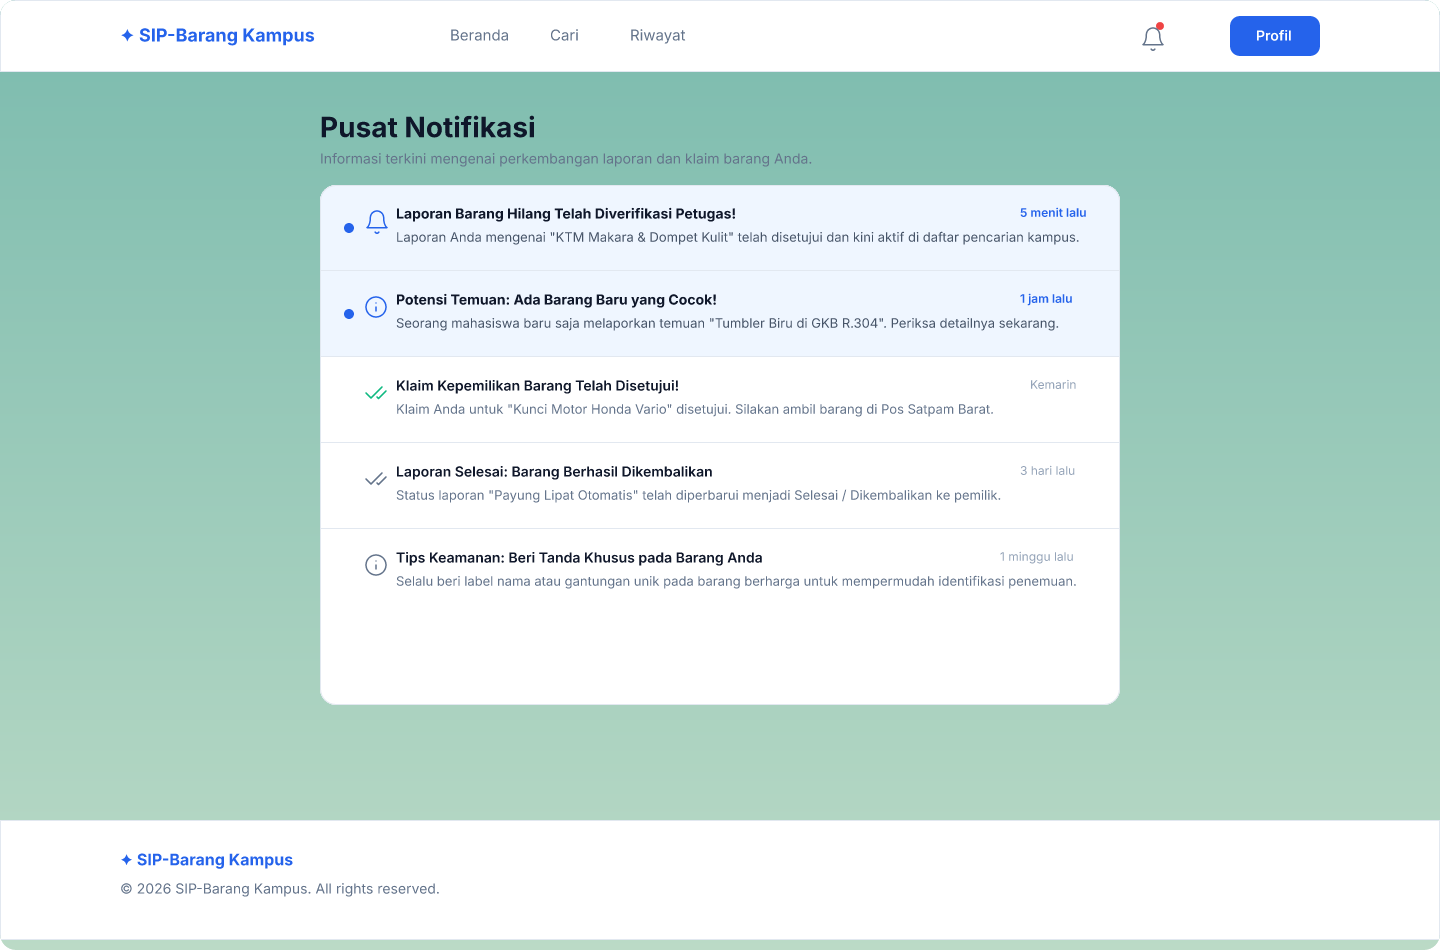 ✦ SIP-Barang Kampus
Beranda
Cari
Riwayat
Profil
Pusat Notifikasi
Informasi terkini mengenai perkembangan laporan dan klaim barang Anda.
Laporan Barang Hilang Telah Diverifikasi Petugas!
5 menit lalu
Laporan Anda mengenai "KTM Makara & Dompet Kulit" telah disetujui dan kini aktif di daftar pencarian kampus.
Potensi Temuan: Ada Barang Baru yang Cocok!
1 jam lalu
Seorang mahasiswa baru saja melaporkan temuan "Tumbler Biru di GKB R.304". Periksa detailnya sekarang.
Klaim Kepemilikan Barang Telah Disetujui!
Kemarin
Klaim Anda untuk "Kunci Motor Honda Vario" disetujui. Silakan ambil barang di Pos Satpam Barat.
Laporan Selesai: Barang Berhasil Dikembalikan
3 hari lalu
Status laporan "Payung Lipat Otomatis" telah diperbarui menjadi Selesai / Dikembalikan ke pemilik.
Tips Keamanan: Beri Tanda Khusus pada Barang Anda
1 minggu lalu
Selalu beri label nama atau gantungan unik pada barang berharga untuk mempermudah identifikasi penemuan.
✦ SIP-Barang Kampus
© 2026 SIP-Barang Kampus. All rights reserved.